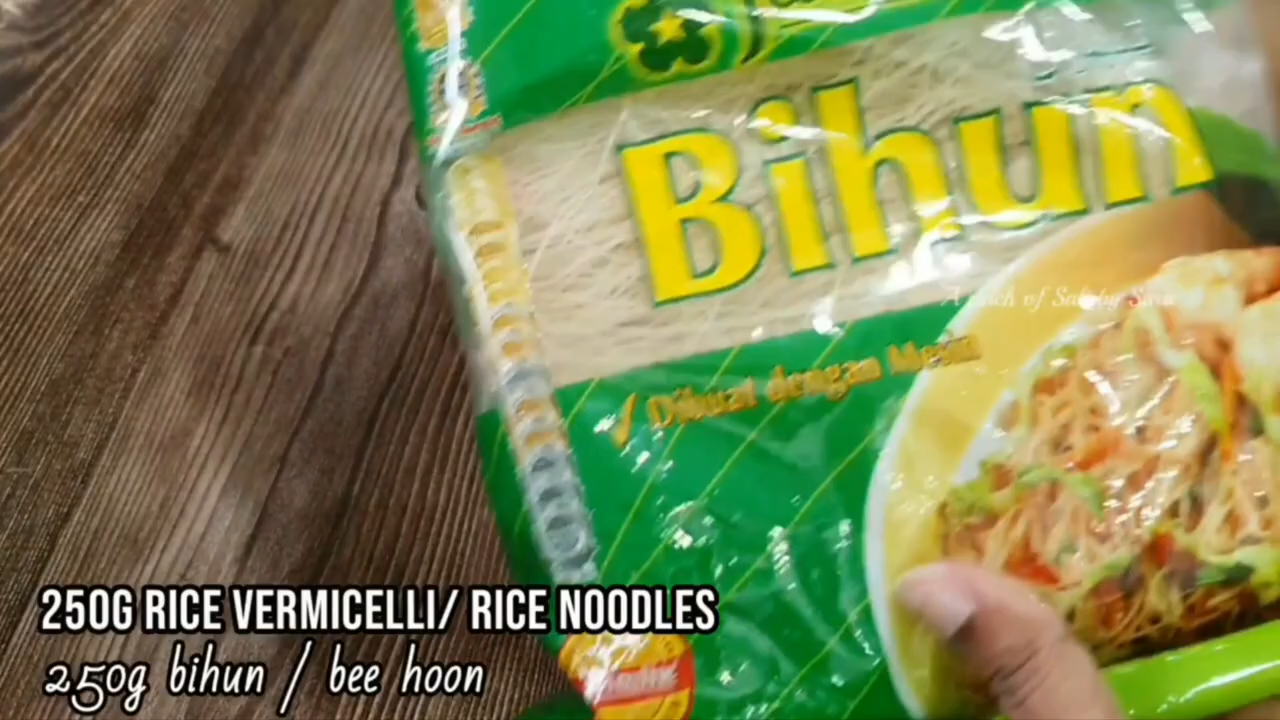 Bihun
✓ Dibuat dengan Mesin
250G RICE VERMICELLI/ RICE NOODLES
250g bihun / bee hoon